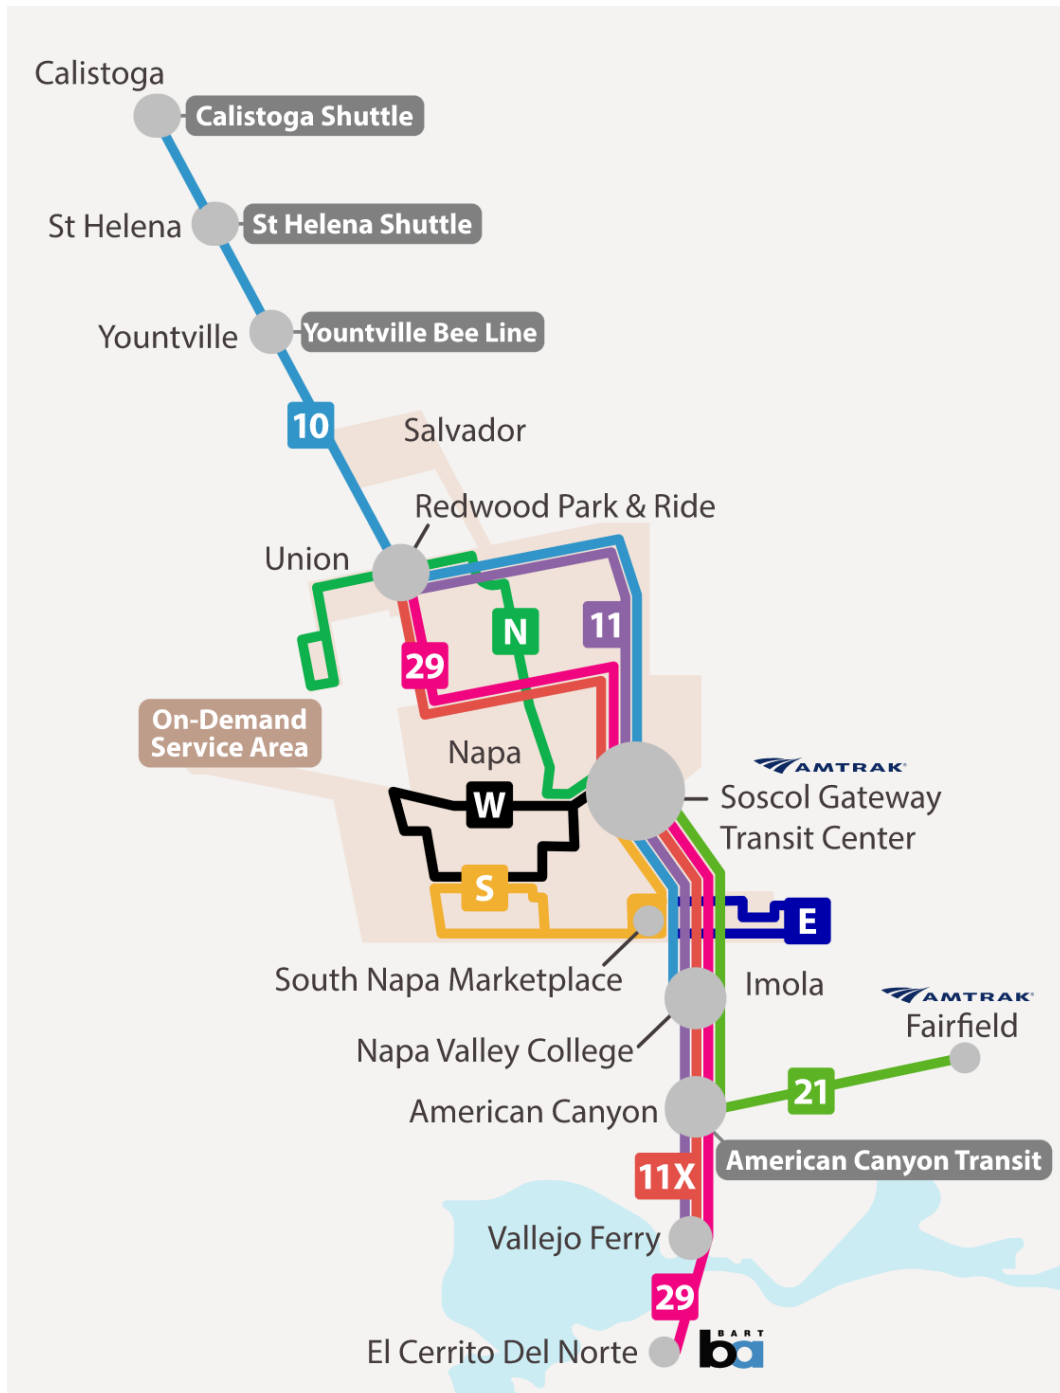 Calistoga
Calistoga Shuttle
St Helena
St Helena Shuttle
Yountville
Yountville Bee Line
10
Salvador
Redwood Park & Ride
Union
11
N
29
On-Demand
Service Area
Napa
AMTRAK
W
Soscol Gateway
Transit Center
S
E
South Napa Marketplace
Imola
AMTRAK
Fairfield
Napa Valley College
21
American Canyon
American Canyon Transit
11X
Vallejo Ferry
29
BART
ba
El Cerrito Del Norte